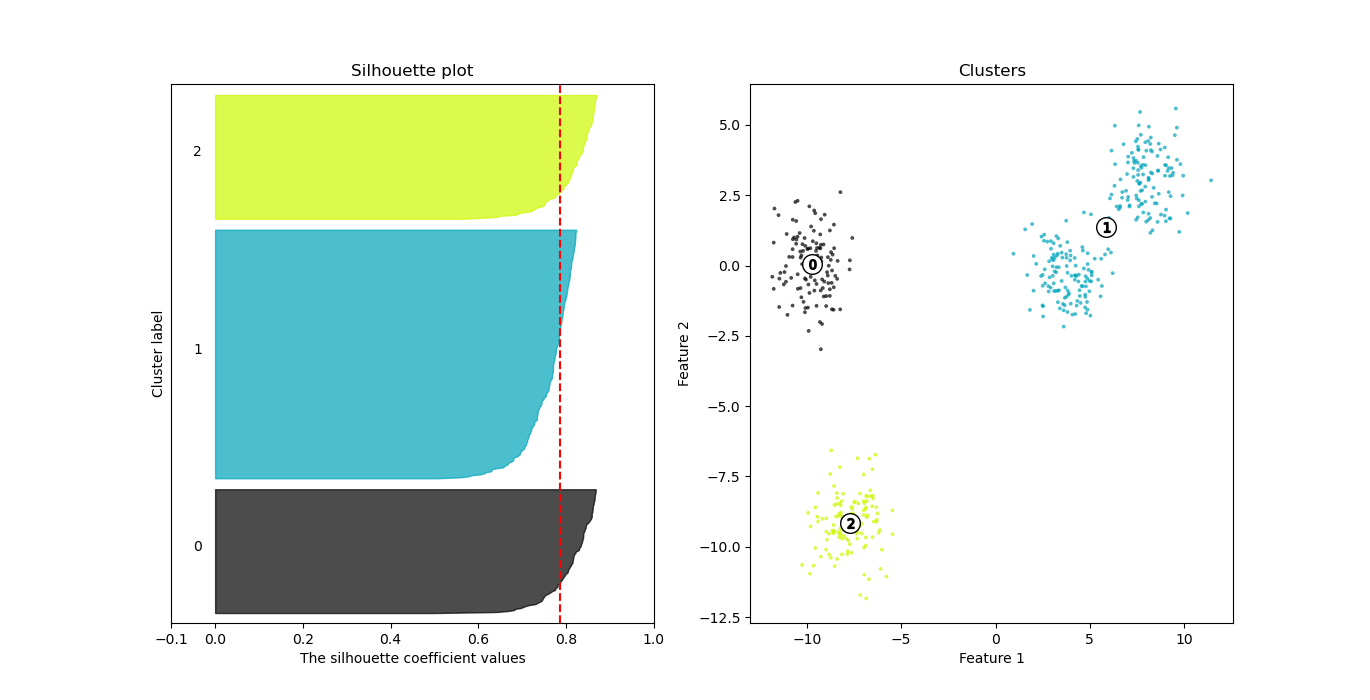 Silhouette plot
Cluster label
2
1
0
−0.1 0.0 0.2 0.4 0.6 0.8 1.0
The silhouette coefficient values
Clusters
Feature 2
5.0
2.5
0.0
−2.5
−5.0
−7.5
−10.0
−12.5
1
0
2
−10 −5 0 5 10
Feature 1